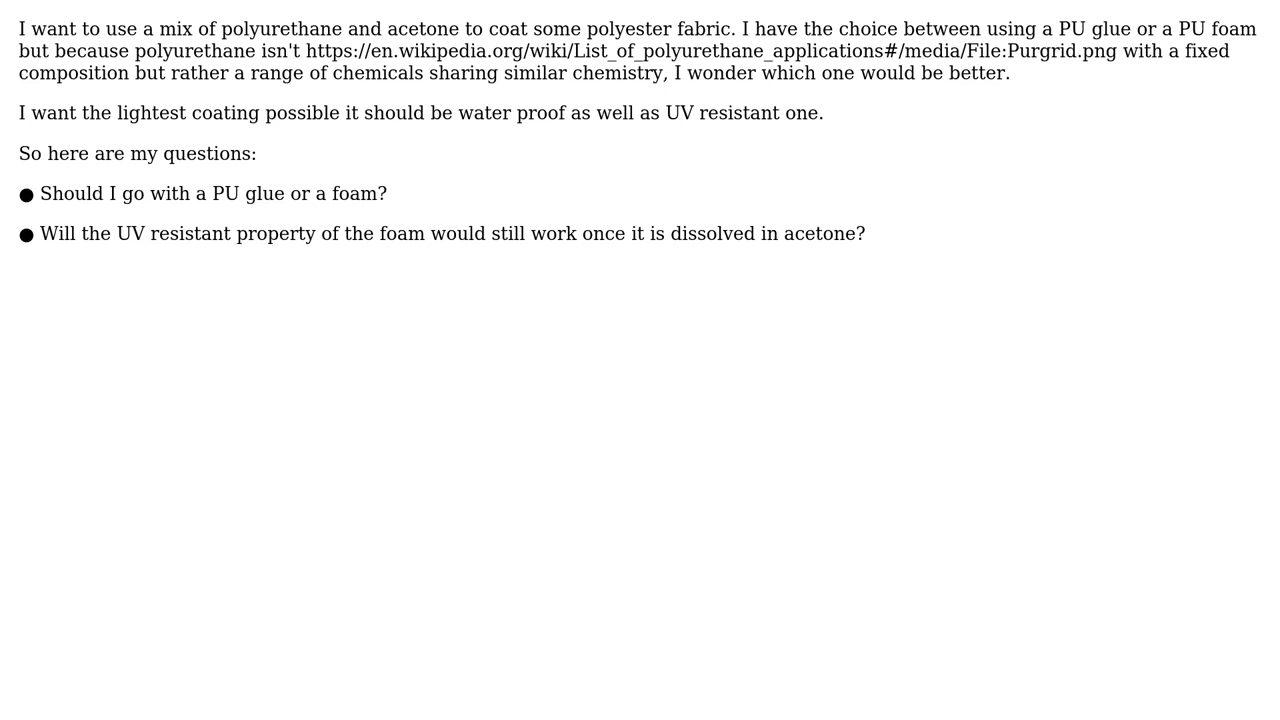 I want to use a mix of polyurethane and acetone to coat some polyester fabric. I have the choice between using a PU glue or a PU foam
but because polyurethane isn't https://en.wikipedia.org/wiki/List_of_polyurethane_applications#/media/File:Purgrid.png with a fixed
composition but rather a range of chemicals sharing similar chemistry, I wonder which one would be better.
I want the lightest coating possible it should be water proof as well as UV resistant one.
So here are my questions:
● Should I go with a PU glue or a foam?
● Will the UV resistant property of the foam would still work once it is dissolved in acetone?